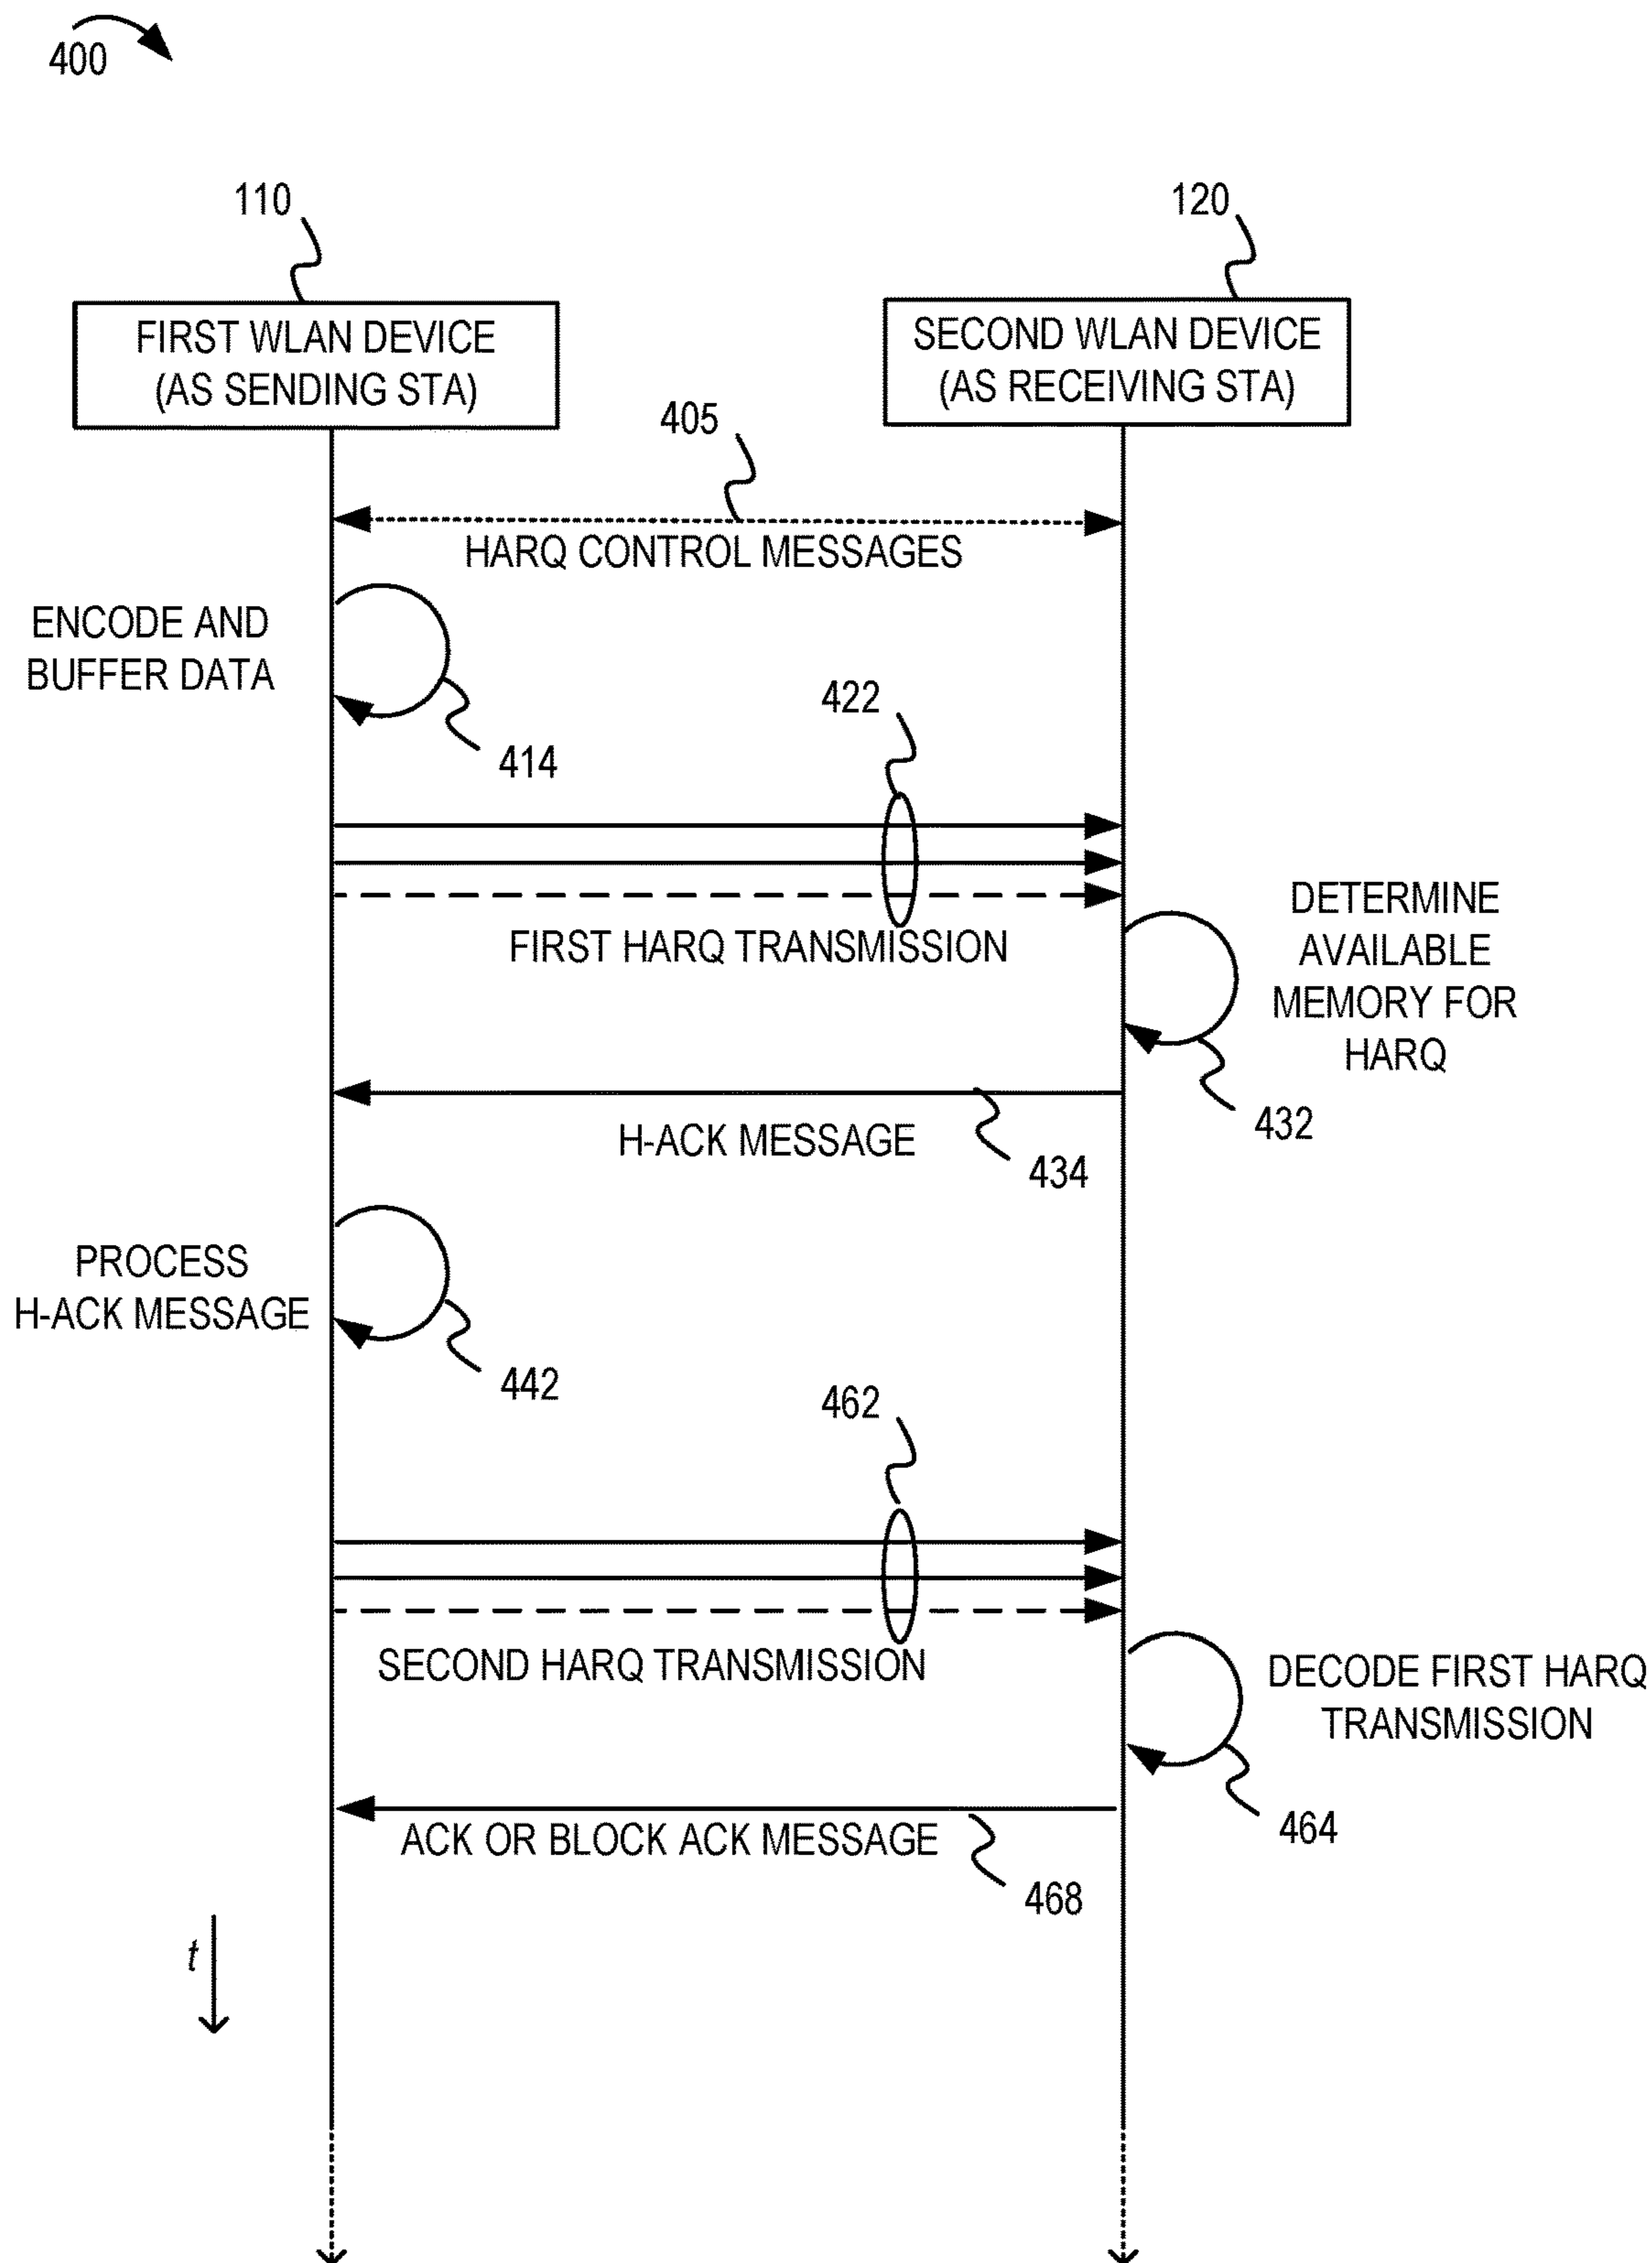 400
110
120
FIRST WLAN DEVICE
(AS SENDING STA)
SECOND WLAN DEVICE
(AS RECEIVING STA)
405
HARQ CONTROL MESSAGES
ENCODE AND
BUFFER DATA
414
422
FIRST HARQ TRANSMISSION
DETERMINE
AVAILABLE
MEMORY FOR
HARQ
432
H-ACK MESSAGE
434
PROCESS
H-ACK MESSAGE
442
462
SECOND HARQ TRANSMISSION
DECODE FIRST HARQ
TRANSMISSION
464
ACK OR BLOCK ACK MESSAGE
468
t